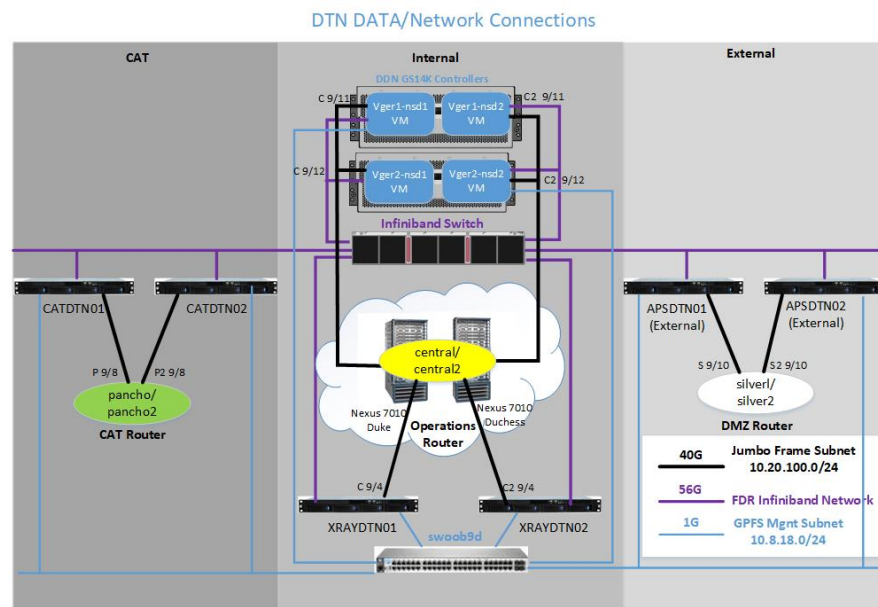 DTN DATA/Network Connections
CAT
Internal
External
DDN GS14K Controllers
C 9/11
C2 9/11
Vger1-nsd1
VM
Vger1-nsd2
VM
C 9/12
C2 9/12
Vger2-nsd1
VM
Vger2-nsd2
VM
Infiniband Switch
CATDTN01
CATDTN02
APSDTN01
(External)
APSDTN02
(External)
P 9/8
P2 9/8
pancho/
pancho2
CAT Router
central/
central2
Nexus 7010
Duke
Operations
Router
Nexus 7010
Duchess
S 9/10
S2 9/10
silverl/
silver2
DMZ Router
C 9/4
C2 9/4
XRAYDTN01
XRAYDTN02
swoob9d
40G
Jumbo Frame Subnet
10.20.100.0/24
56G
FDR Infiniband Network
1G
GPFS Mgnt Subnet
10.8.18.0/24